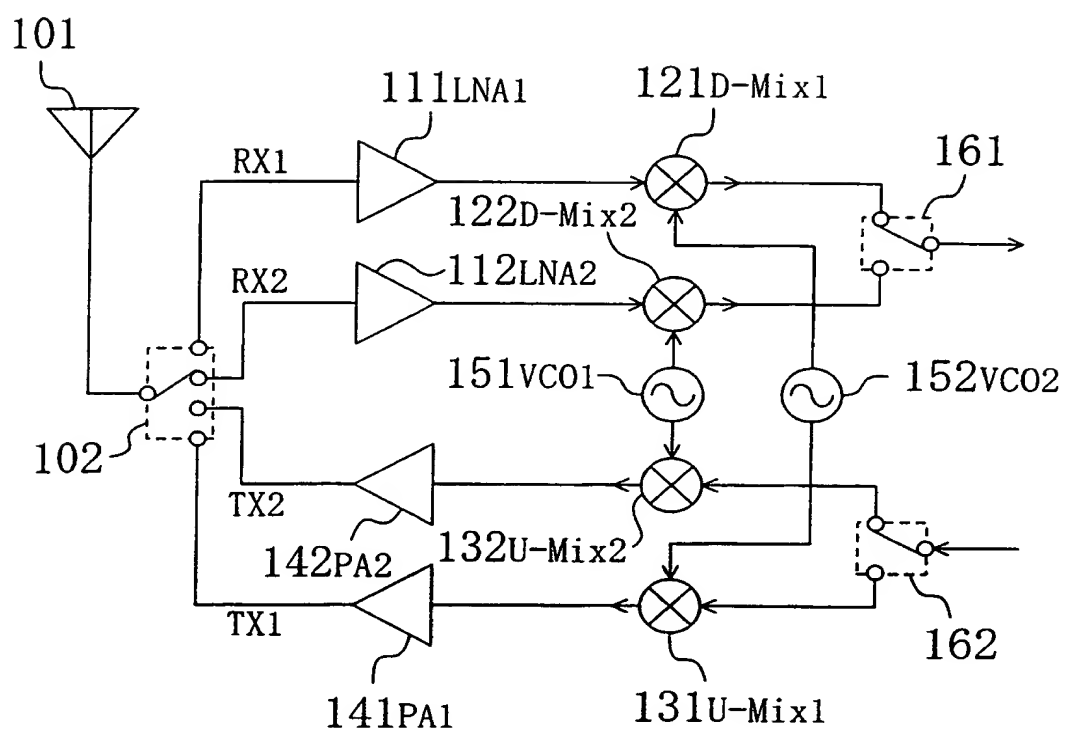 101
111LNA1
121D-Mix1
161
RX1
122D-Mix2
112LNA2
RX2
151VCO1
152VCO2
102
TX2
132U-Mix2
142PA2
TX1
162
141PA1
131U-Mix1